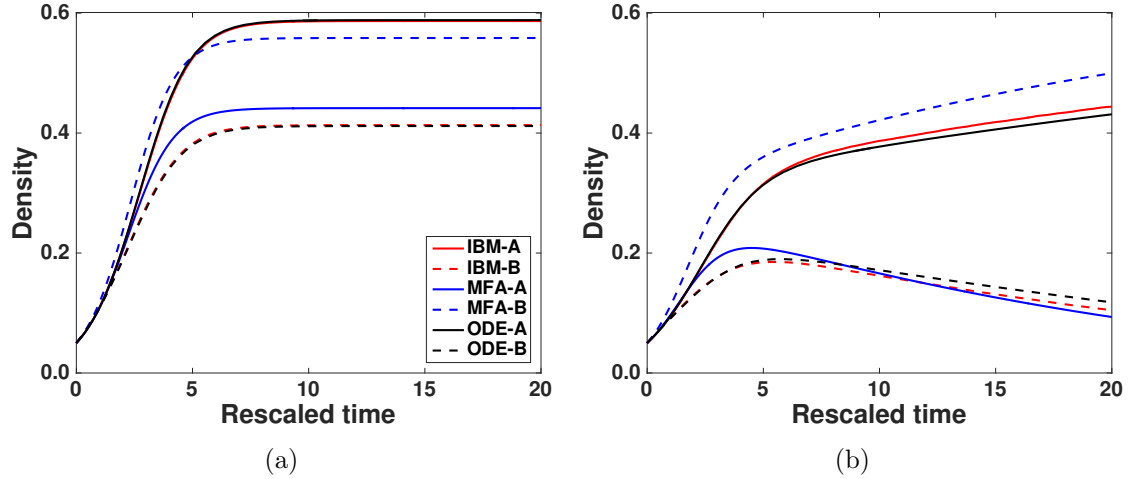 0.6
0.4
0.2
0.0
Density
0
5
10
15
20
Rescaled time
IBM-A
IBM-B
MFA-A
MFA-B
ODE-A
ODE-B
(a)
0.6
0.4
0.2
0.0
Density
0
5
10
15
20
Rescaled time
(b)